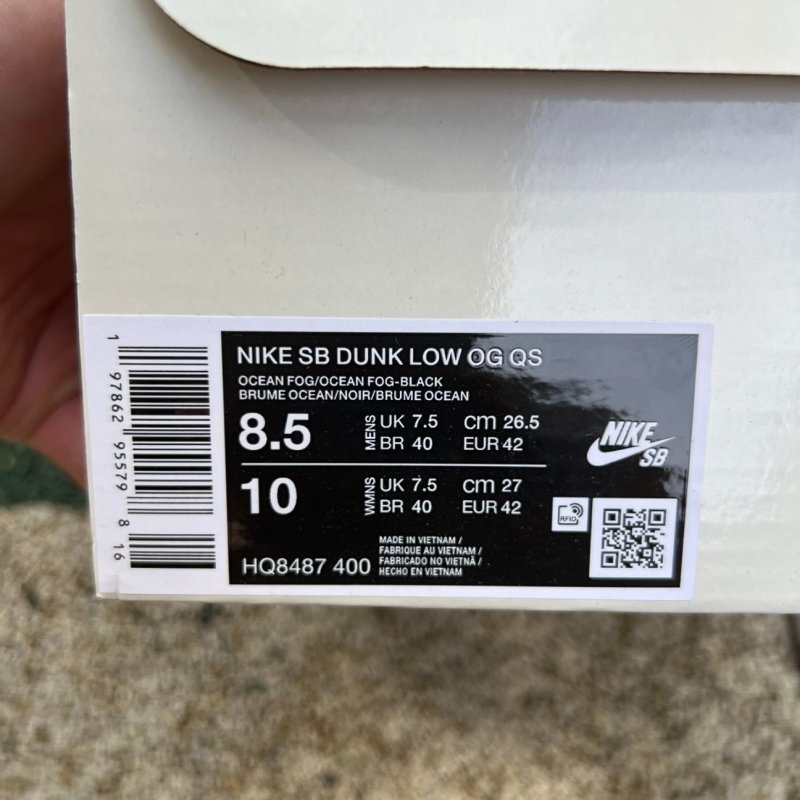 NIKE SB DUNK LOW OG QS
OCEAN FOG/OCEAN FOG-BLACK
BRUME OCEAN/NOIR/BRUME OCEAN
8.5 MENS UK 7.5 cm 26.5
BR 40 EUR 42
10 WMNS UK 7.5 cm 27
BR 40 EUR 42
HQ8487 400
MADE IN VIETNAM /
FABRIQUE AU VIETNAM /
FABRICADO NO VIETNÃ /
HECHO EN VIETNAM
NIKE
SB
RFID
1 97862 95579 8 16